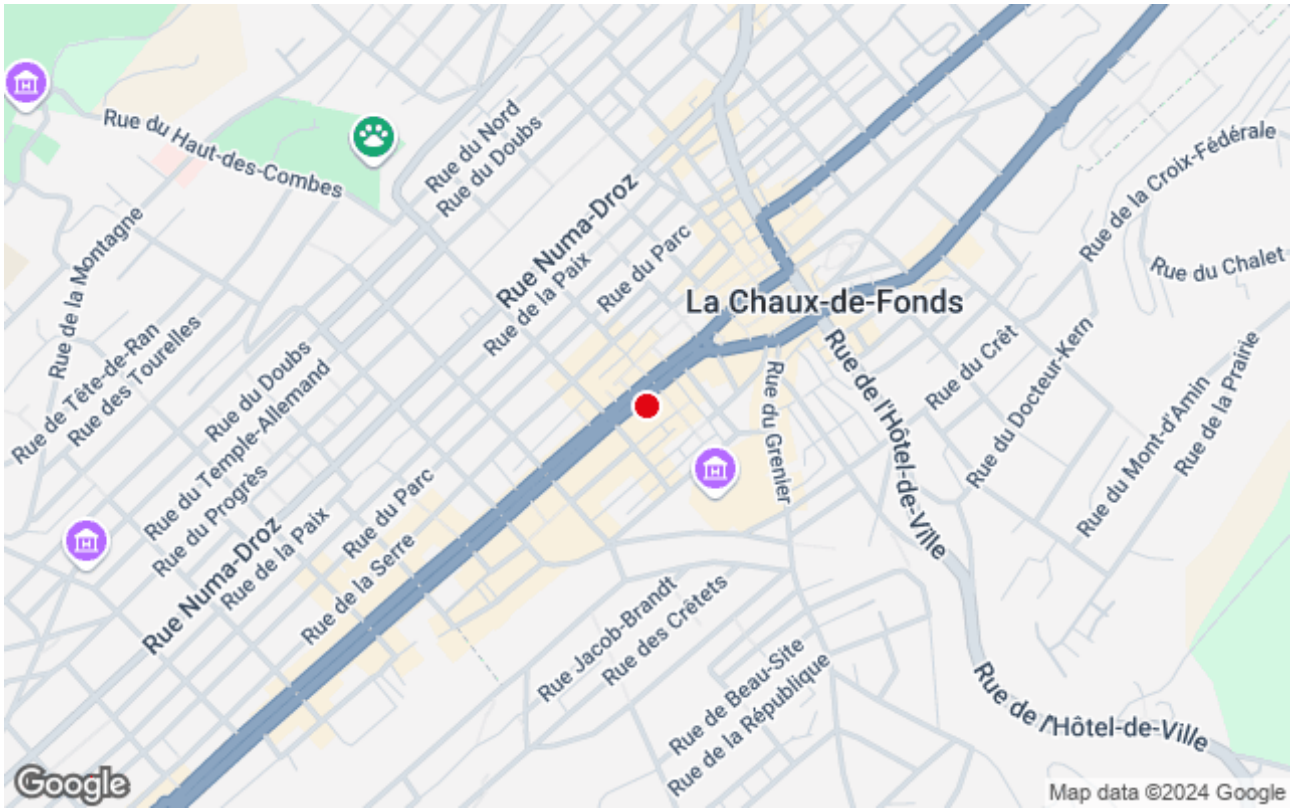 Rue du Haut-des-Combes
Rue du Nord
Rue du Doubs
Rue de la Croix-Fédérale
Rue du Chalet
Rue de la Montagne
Rue Numa-Droz
Rue de la Paix
Rue du Parc
La Chaux-de-Fonds
Rue de Tête-de-Ran
Rue des Tourelles
Rue du Doubs
Rue du Temple-Allemand
Rue du Progrès
Rue Numa-Droz
Rue de la Paix
Rue du Parc
Rue de la Serre
Rue du Grenier
Rue de l'Hôtel-de-Ville
Rue du Crêt
Rue du Docteur-Kern
Rue du Mont-d'Amin
Rue de la Prairie
Rue Jacob-Brandt
Rue des Crêtets
Rue de Beau-Site
Rue de la République
Rue de l'Hôtel-de-Ville
Google
Map data ©2024 Google